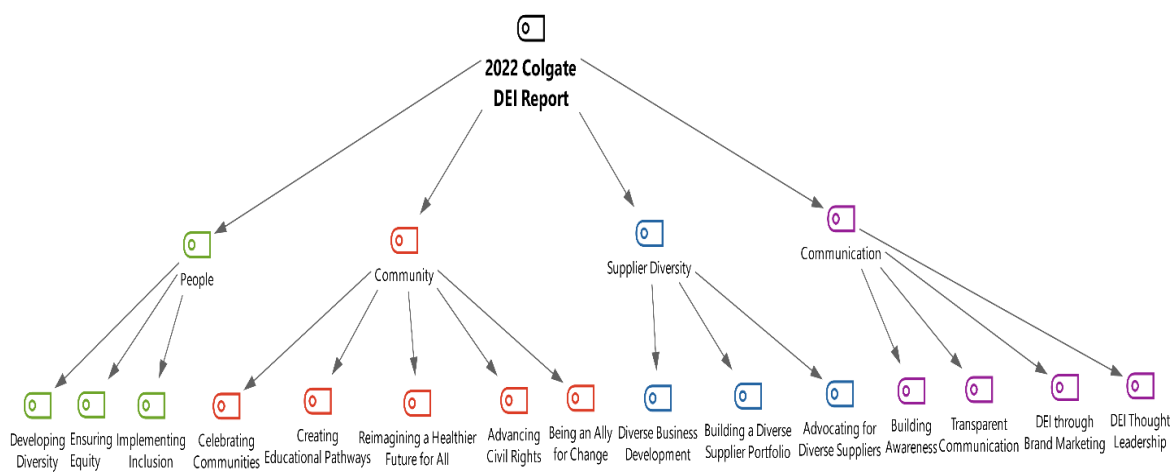 2022 Colgate
DEI Report
People
Community
Supplier Diversity
Communication
Developing
Diversity
Ensuring
Equity
Implementing
Inclusion
Celebrating
Communities
Creating
Educational Pathways
Reimagining a Healthier
Future for All
Advancing
Civil Rights
Being an Ally
for Change
Diverse Business
Development
Building a Diverse
Supplier Portfolio
Advocating for
Diverse Suppliers
Building
Awareness
Transparent
Communication
DEI through
Brand Marketing
DEI Thought
Leadership